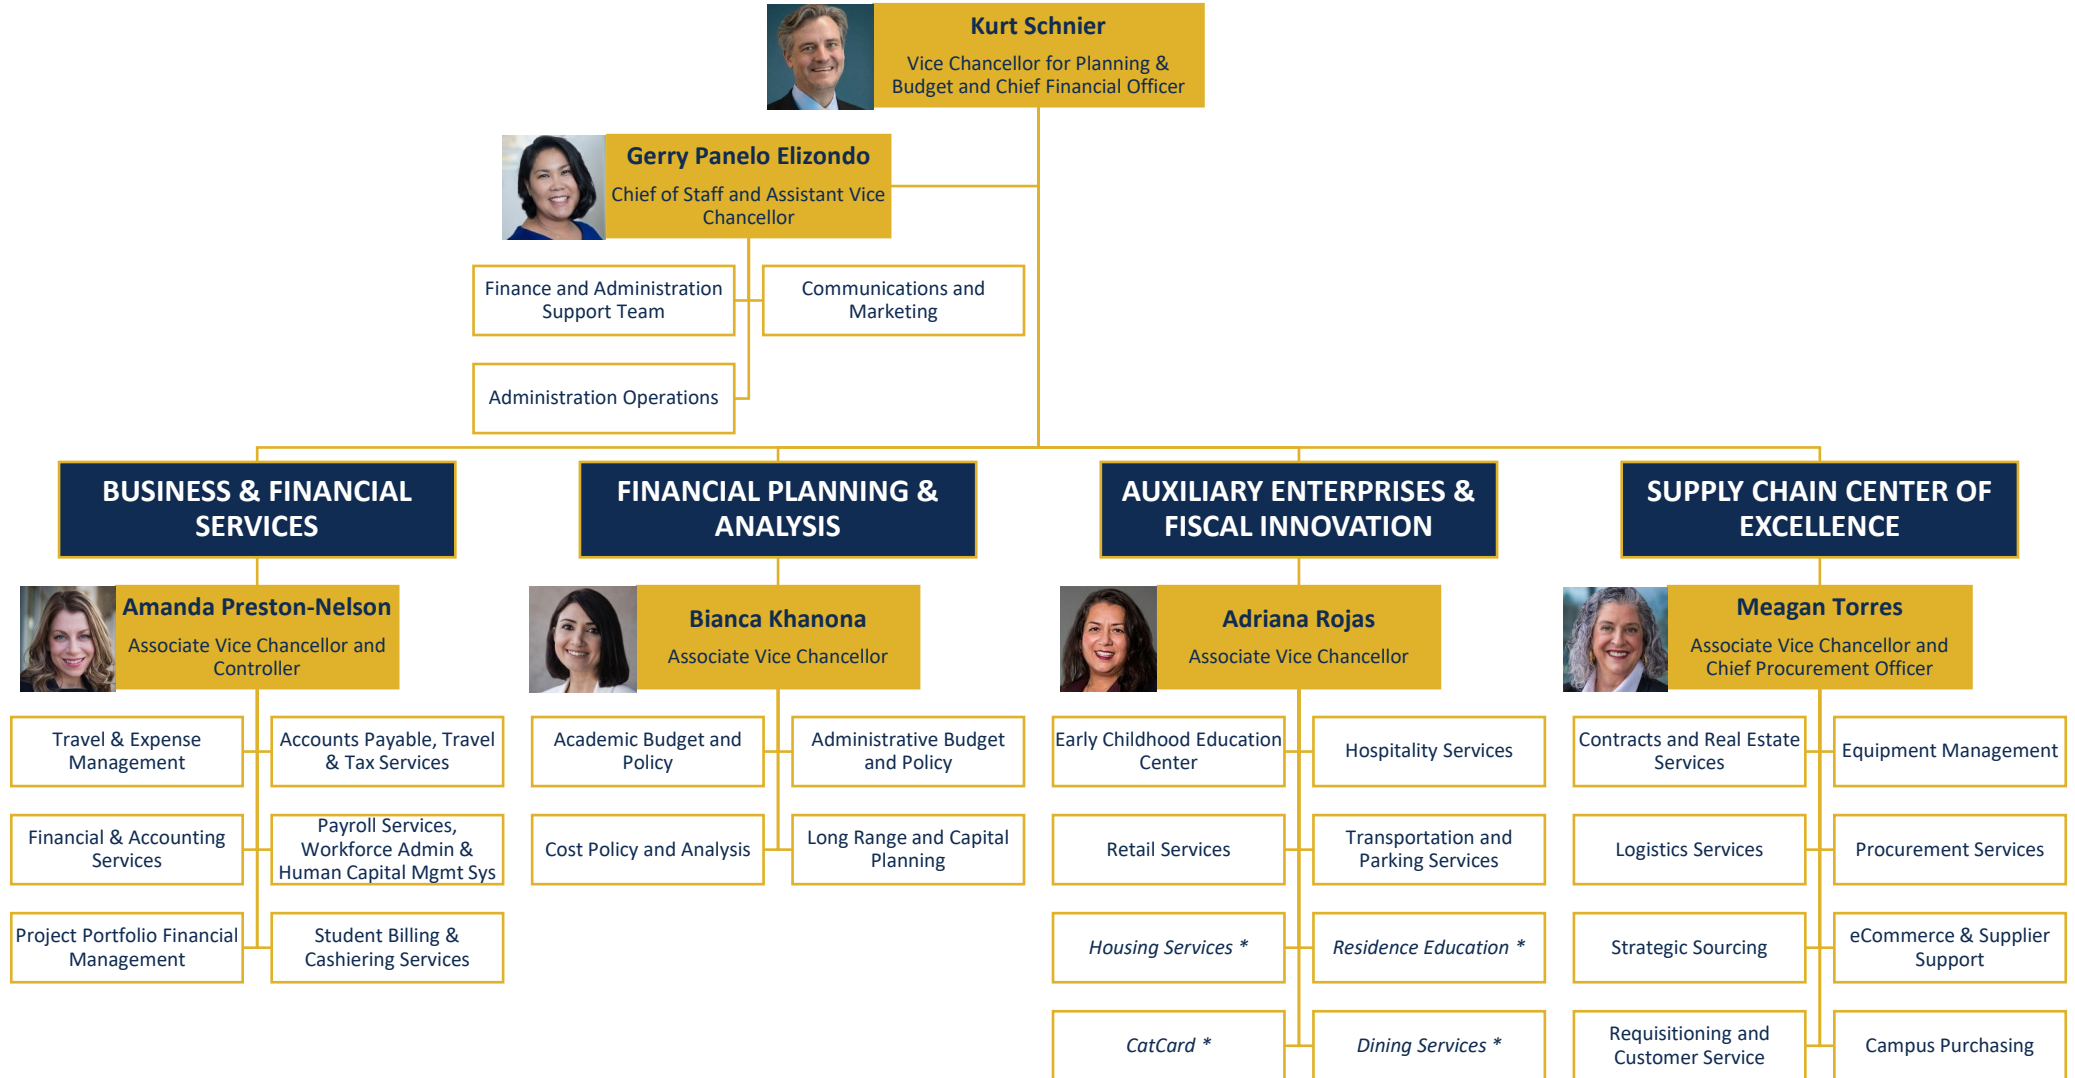 Kurt Schnier
Vice Chancellor for Planning &
Budget and Chief Financial Officer
Gerry Panelo Elizondo
Chief of Staff and Assistant Vice
Chancellor
Finance and Administration
Support Team
Communications and
Marketing
Administration Operations
BUSINESS & FINANCIAL
SERVICES
Amanda Preston-Nelson
Associate Vice Chancellor and
Controller
Travel & Expense
Management
Accounts Payable, Travel
& Tax Services
Financial & Accounting
Services
Payroll Services,
Workforce Admin &
Human Capital Mgmt Sys
Project Portfolio Financial
Management
Student Billing &
Cashiering Services
FINANCIAL PLANNING &
ANALYSIS
Bianca Khanona
Associate Vice Chancellor
Academic Budget and
Policy
Administrative Budget
and Policy
Cost Policy and Analysis
Long Range and Capital
Planning
AUXILIARY ENTERPRISES &
FISCAL INNOVATION
Adriana Rojas
Associate Vice Chancellor
Early Childhood Education
Center
Hospitality Services
Retail Services
Transportation and
Parking Services
Housing Services *
Residence Education *
CatCard *
Dining Services *
SUPPLY CHAIN CENTER OF
EXCELLENCE
Meagan Torres
Associate Vice Chancellor and
Chief Procurement Officer
Contracts and Real Estate
Services
Equipment Management
Logistics Services
Procurement Services
Strategic Sourcing
eCommerce & Supplier
Support
Requisitioning and
Customer Service
Campus Purchasing